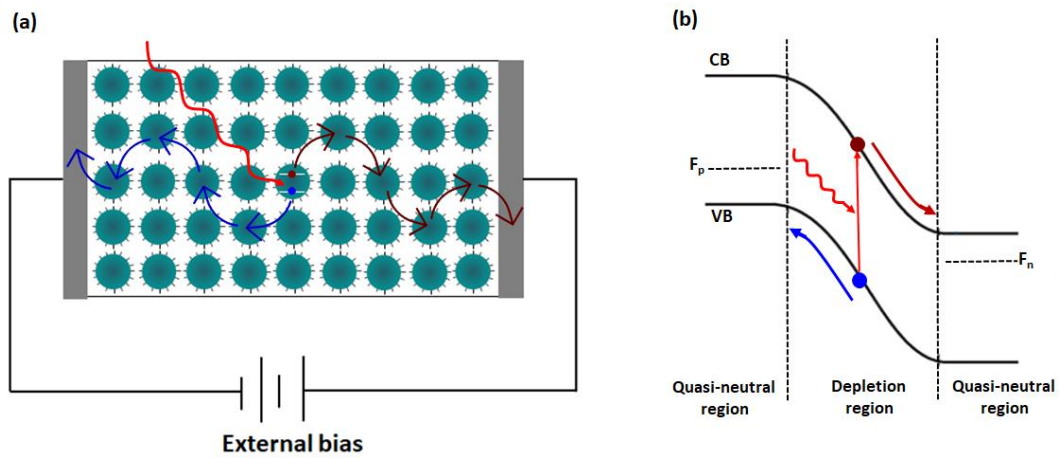 (a)
External bias
(b)
CB
Fp
VB
Fn
Quasi-neutral
region
Depletion
region
Quasi-neutral
region